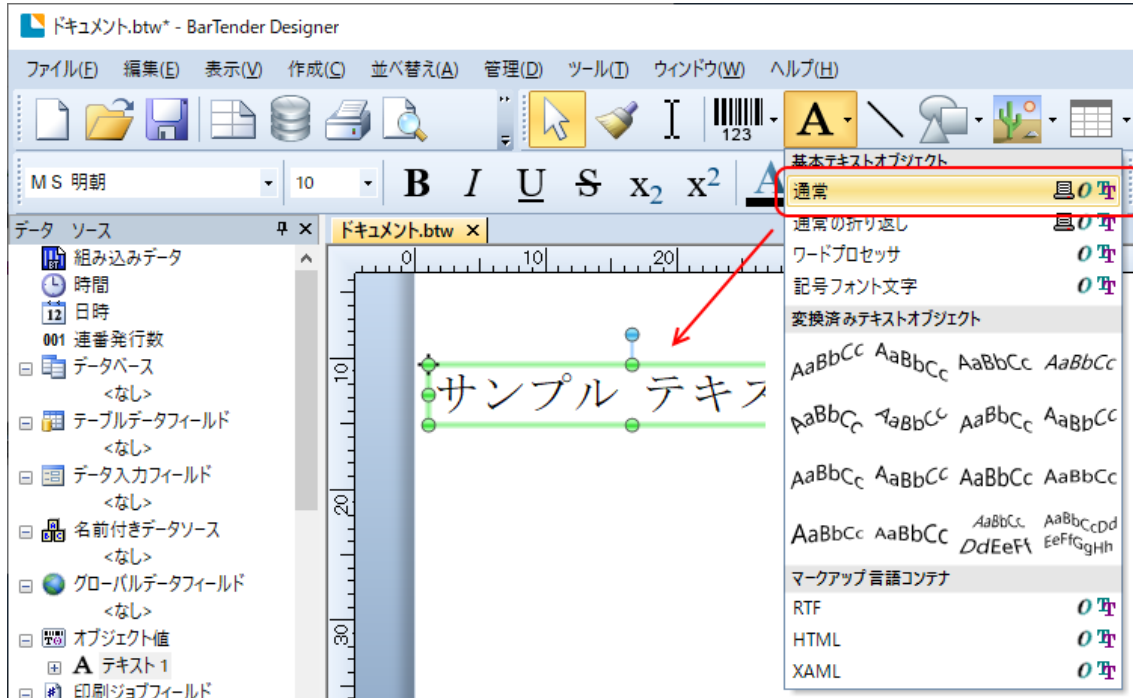 ドキュメント.btw* - BarTender Designer
ファイル(F) 編集(E) 表示(V) 作成(C) 並べ替え(A) 管理(D) ツール(T) ウィンドウ(W) ヘルプ(H)
123
A
ＭＳ 明朝 10 B I U S x2 x² A
基本テキストオブジェクト
通常
通常の折り返し
ワードプロセッサ
記号フォント文字
変換済みテキストオブジェクト
AaBbCc AaBbCc AaBbCc AaBbCc
AaBbCc AaBbCc AaBbCc AaBbCc
AaBbCc AaBbCc AaBbCc AaBbCc
AaBbCc AaBbCc AaBbCc DdEeFf AaBbCcDd EeFfGgHh
マークアップ言語コンテナ
RTF
HTML
XAML
データ ソース
組み込みデータ
時間
12 日時
001 連番発行数
データベース
<なし>
テーブルデータフィールド
<なし>
データ入力フィールド
<なし>
名前付きデータソース
<なし>
グローバルデータフィールド
<なし>
オブジェクト値
A テキスト 1
印刷ジョブフィールド
ドキュメント.btw
0 10 20
10
20
30
サンプル テキス